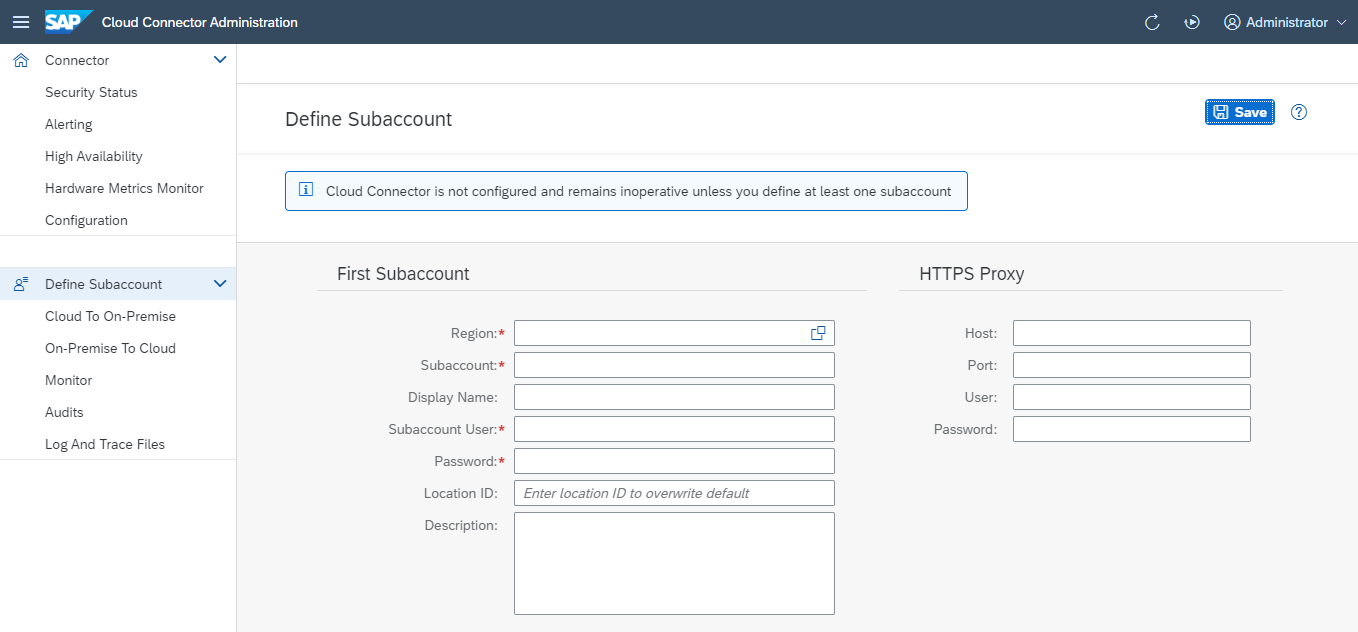 SAP Cloud Connector Administration
Administrator
Connector
Security Status
Alerting
High Availability
Hardware Metrics Monitor
Configuration
Define Subaccount
Cloud To On-Premise
On-Premise To Cloud
Monitor
Audits
Log And Trace Files
Define Subaccount
Save
Cloud Connector is not configured and remains inoperative unless you define at least one subaccount
First Subaccount
Region:*
Subaccount:*
Display Name:
Subaccount User:*
Password:*
Location ID: Enter location ID to overwrite default
Description:
HTTPS Proxy
Host:
Port:
User:
Password: